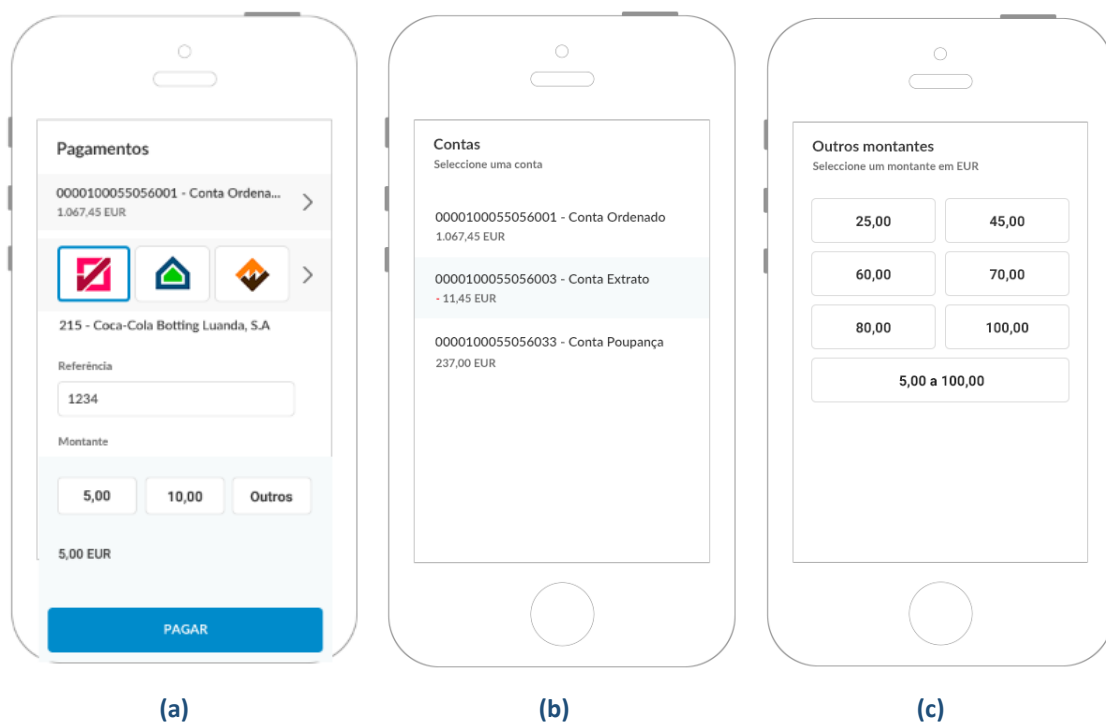 Pagamentos
0000100055056001 - Conta Ordena...
1.067,45 EUR
215 - Coca-Cola Botting Luanda, S.A
Referência
1234
Montante
5,00
10,00
Outros
5,00 EUR
PAGAR
(a)
Contas
Seleccione uma conta
0000100055056001 - Conta Ordenado
1.067,45 EUR
0000100055056003 - Conta Extrato
- 11,45 EUR
0000100055056033 - Conta Poupança
237,00 EUR
(b)
Outros montantes
Seleccione um montante em EUR
25,00
45,00
60,00
70,00
80,00
100,00
5,00 a 100,00
(c)